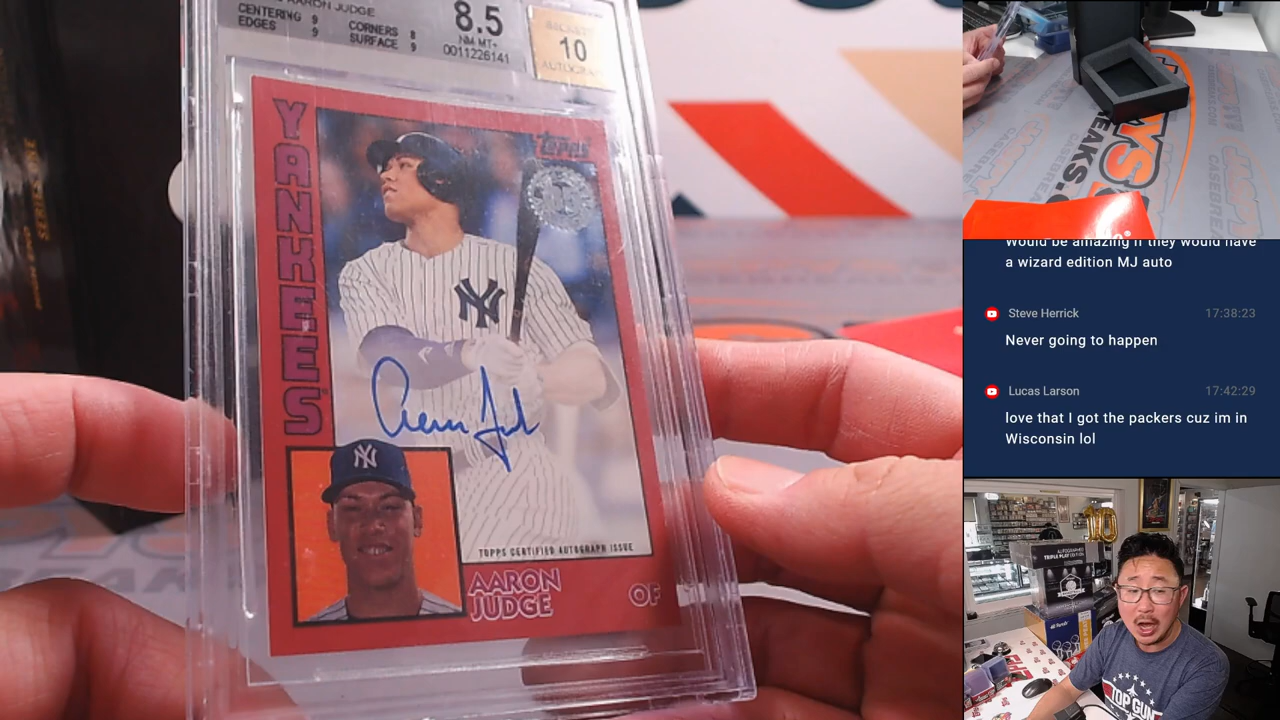 AARON JUDGE
CENTERING 9 CORNERS 8
EDGES 9 SURFACE 9
8.5
NM-MT+
0011226141
BECKETT
10
AUTOGRAPH
YANKEES
Topps
NY
TOPPS CERTIFIED AUTOGRAPH ISSUE
AARON
JUDGE
OF
Would be amazing if they would have
a wizard edition MJ auto
Steve Herrick 17:38:23
Never going to happen
Lucas Larson 17:42:29
love that I got the packers cuz im in
Wisconsin lol
10
TOP GUN